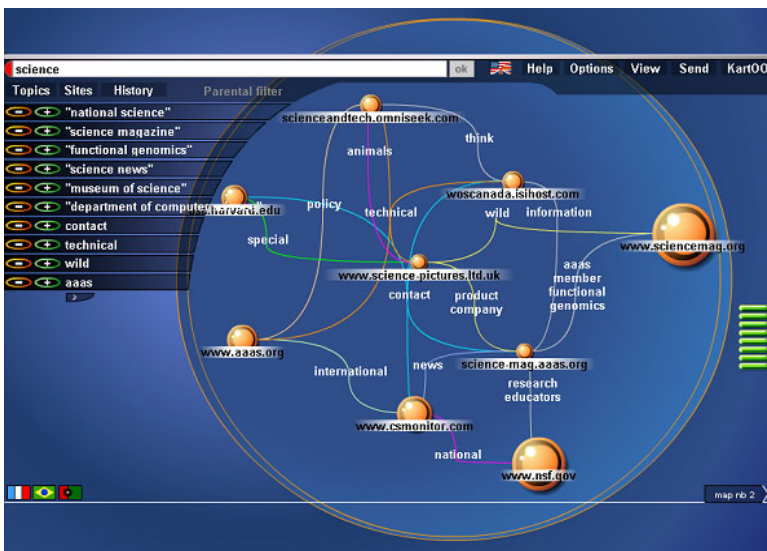 science
ok
Help Options View Send KartOO
Topics Sites History Parental filter
"national science"
"science magazine"
"functional genomics"
"science news"
"museum of science"
"department of computer
contact
technical
wild
aaas
scienceandtech.omniseek.com
think
animals
woscanada.isihost.com
.harvard.edu
policy
technical
wild
information
special
www.sciencemag.org
www.science-pictures.ltd.uk
aaas
member
functional
genomics
contact
product
company
www.aaas.org
science-mag.aaas.org
international
news
research
educators
www.csmonitor.com
national
www.nsf.gov
map nb 2